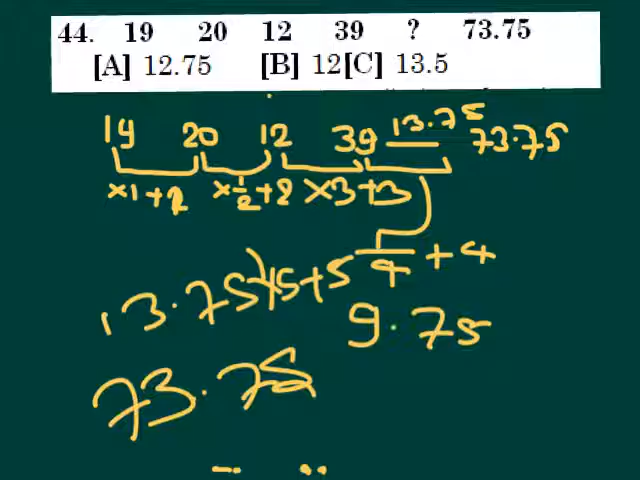 44. 19 20 12 39 ? 73.75
[A] 12.75 [B] 12[C] 13.5
19 20 12 39 13.75 73.75
×1+1 ×1/2+2 ×3+3
13.75×5+5 /4 +4
9.75
73.75